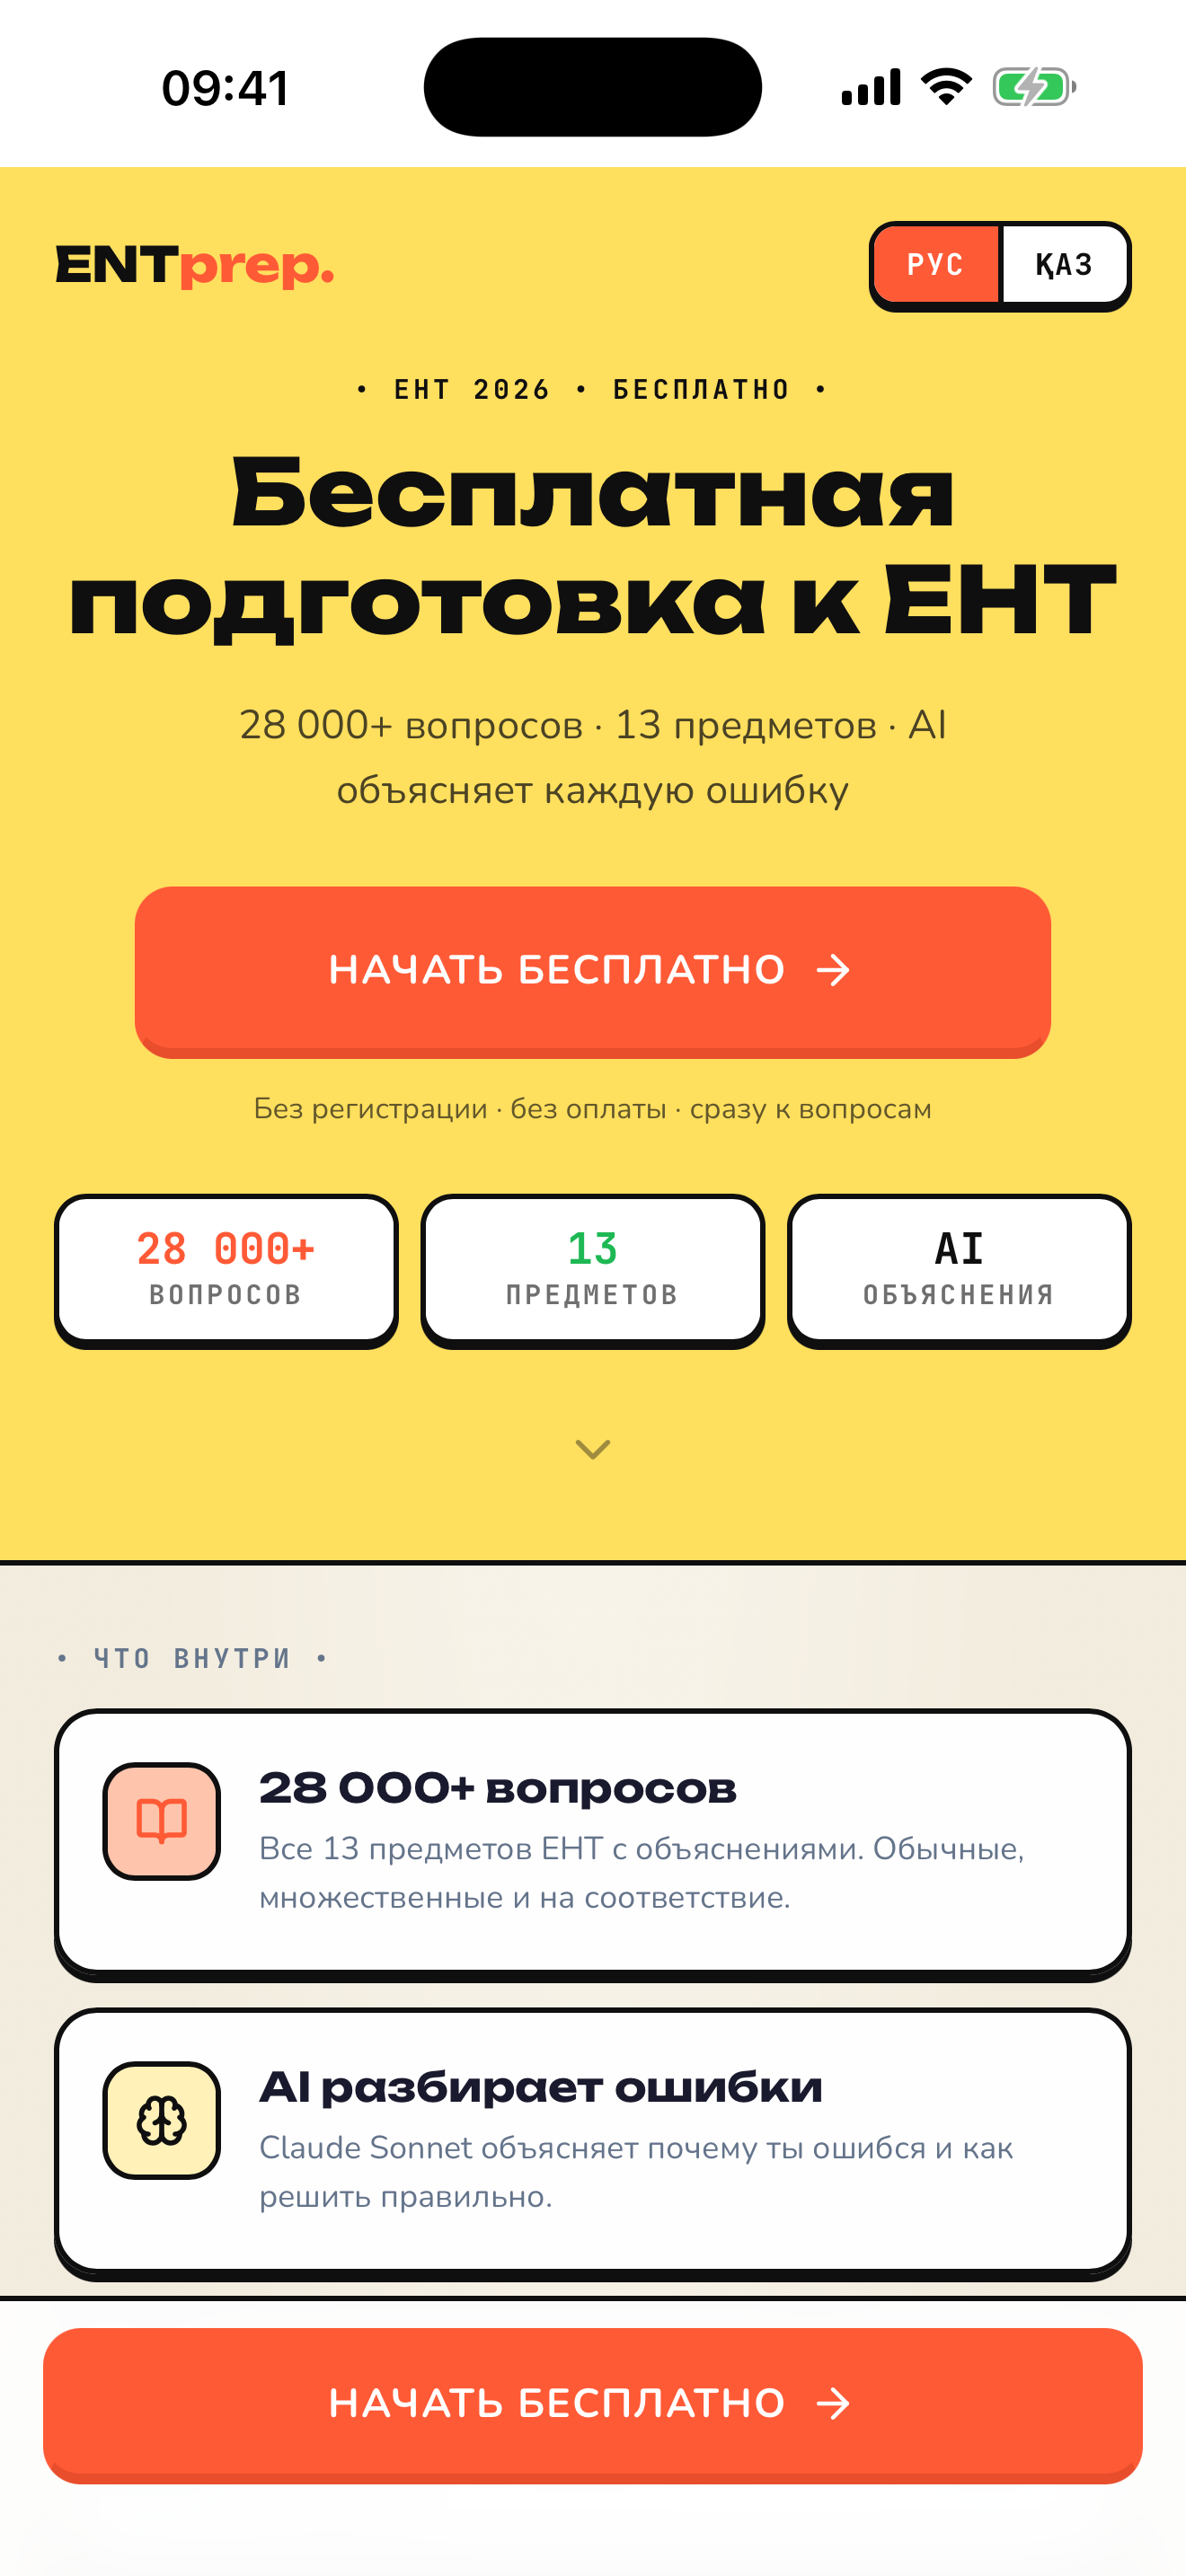 09:41
ENTprep.
РУС ҚАЗ
• ЕНТ 2026 • БЕСПЛАТНО •
Бесплатная
подготовка к ЕНТ
28 000+ вопросов · 13 предметов · AI
объясняет каждую ошибку
НАЧАТЬ БЕСПЛАТНО →
Без регистрации · без оплаты · сразу к вопросам
28 000+ 13 AI
ВОПРОСОВ ПРЕДМЕТОВ ОБЪЯСНЕНИЯ
• ЧТО ВНУТРИ •
28 000+ вопросов
Все 13 предметов ЕНТ с объяснениями. Обычные,
множественные и на соответствие.
AI разбирает ошибки
Claude Sonnet объясняет почему ты ошибся и как
решить правильно.
НАЧАТЬ БЕСПЛАТНО →